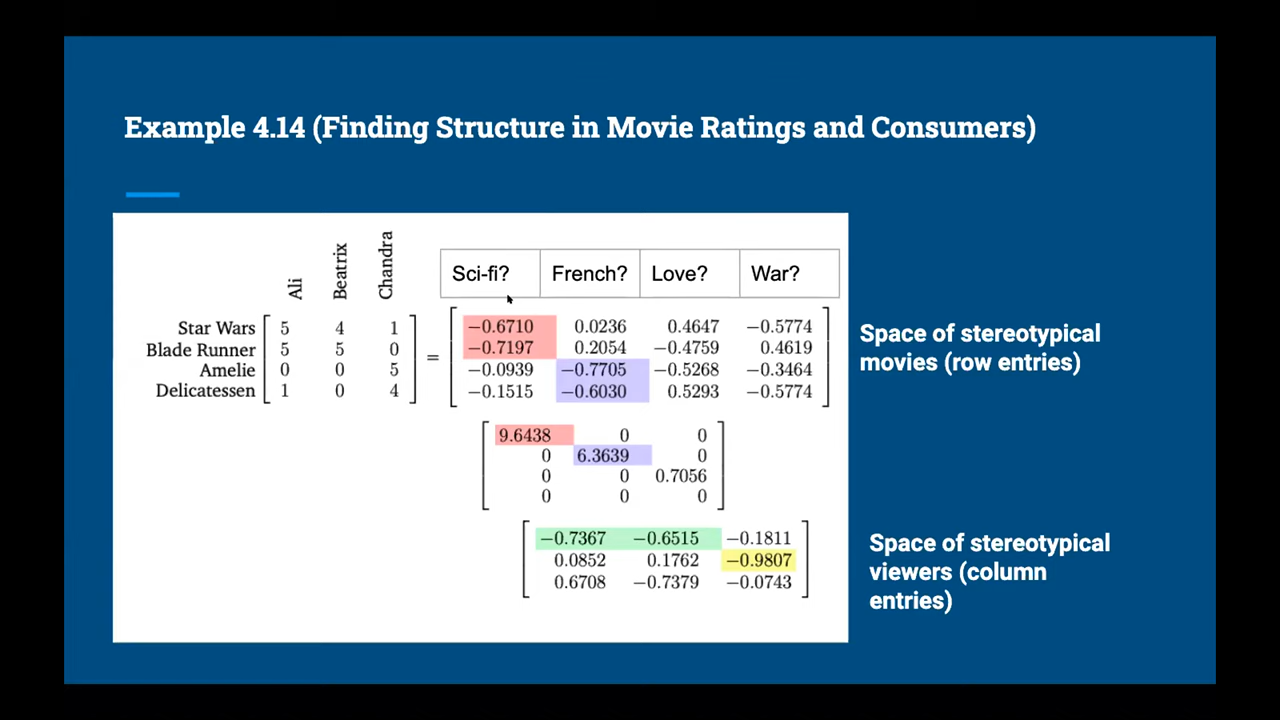 Example 4.14 (Finding Structure in Movie Ratings and Consumers)
Ali Beatrix Chandra
Sci-fi? French? Love? War?
Star Wars 5 4 1 −0.6710 0.0236 0.4647 −0.5774
Blade Runner 5 5 0 = −0.7197 0.2054 −0.4759 0.4619
Amelie 0 0 5 −0.0939 −0.7705 −0.5268 −0.3464
Delicatessen 1 0 4 −0.1515 −0.6030 0.5293 −0.5774
9.6438 0 0
0 6.3639 0
0 0 0.7056
0 0 0
−0.7367 −0.6515 −0.1811
0.0852 0.1762 −0.9807
0.6708 −0.7379 −0.0743
Space of stereotypical
movies (row entries)
Space of stereotypical
viewers (column
entries)